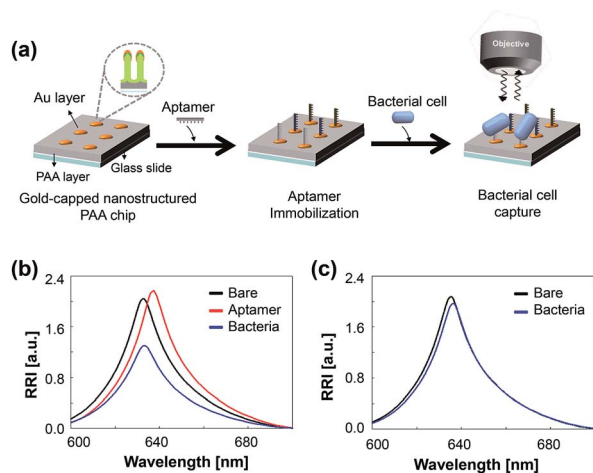 (a)
Objective
Au layer
Aptamer
Bacterial cell
PAA layer
Glass slide
Gold-capped nanostructured
PAA chip
Aptamer
Immobilization
Bacterial cell
capture
(b)
2.4
1.6
0.8
0.0
RRI [a.u.]
Bare
Aptamer
Bacteria
600
640
680
Wavelength [nm]
(c)
2.4
1.6
0.8
0.0
RRI [a.u.]
Bare
Bacteria
600
640
680
Wavelength [nm]